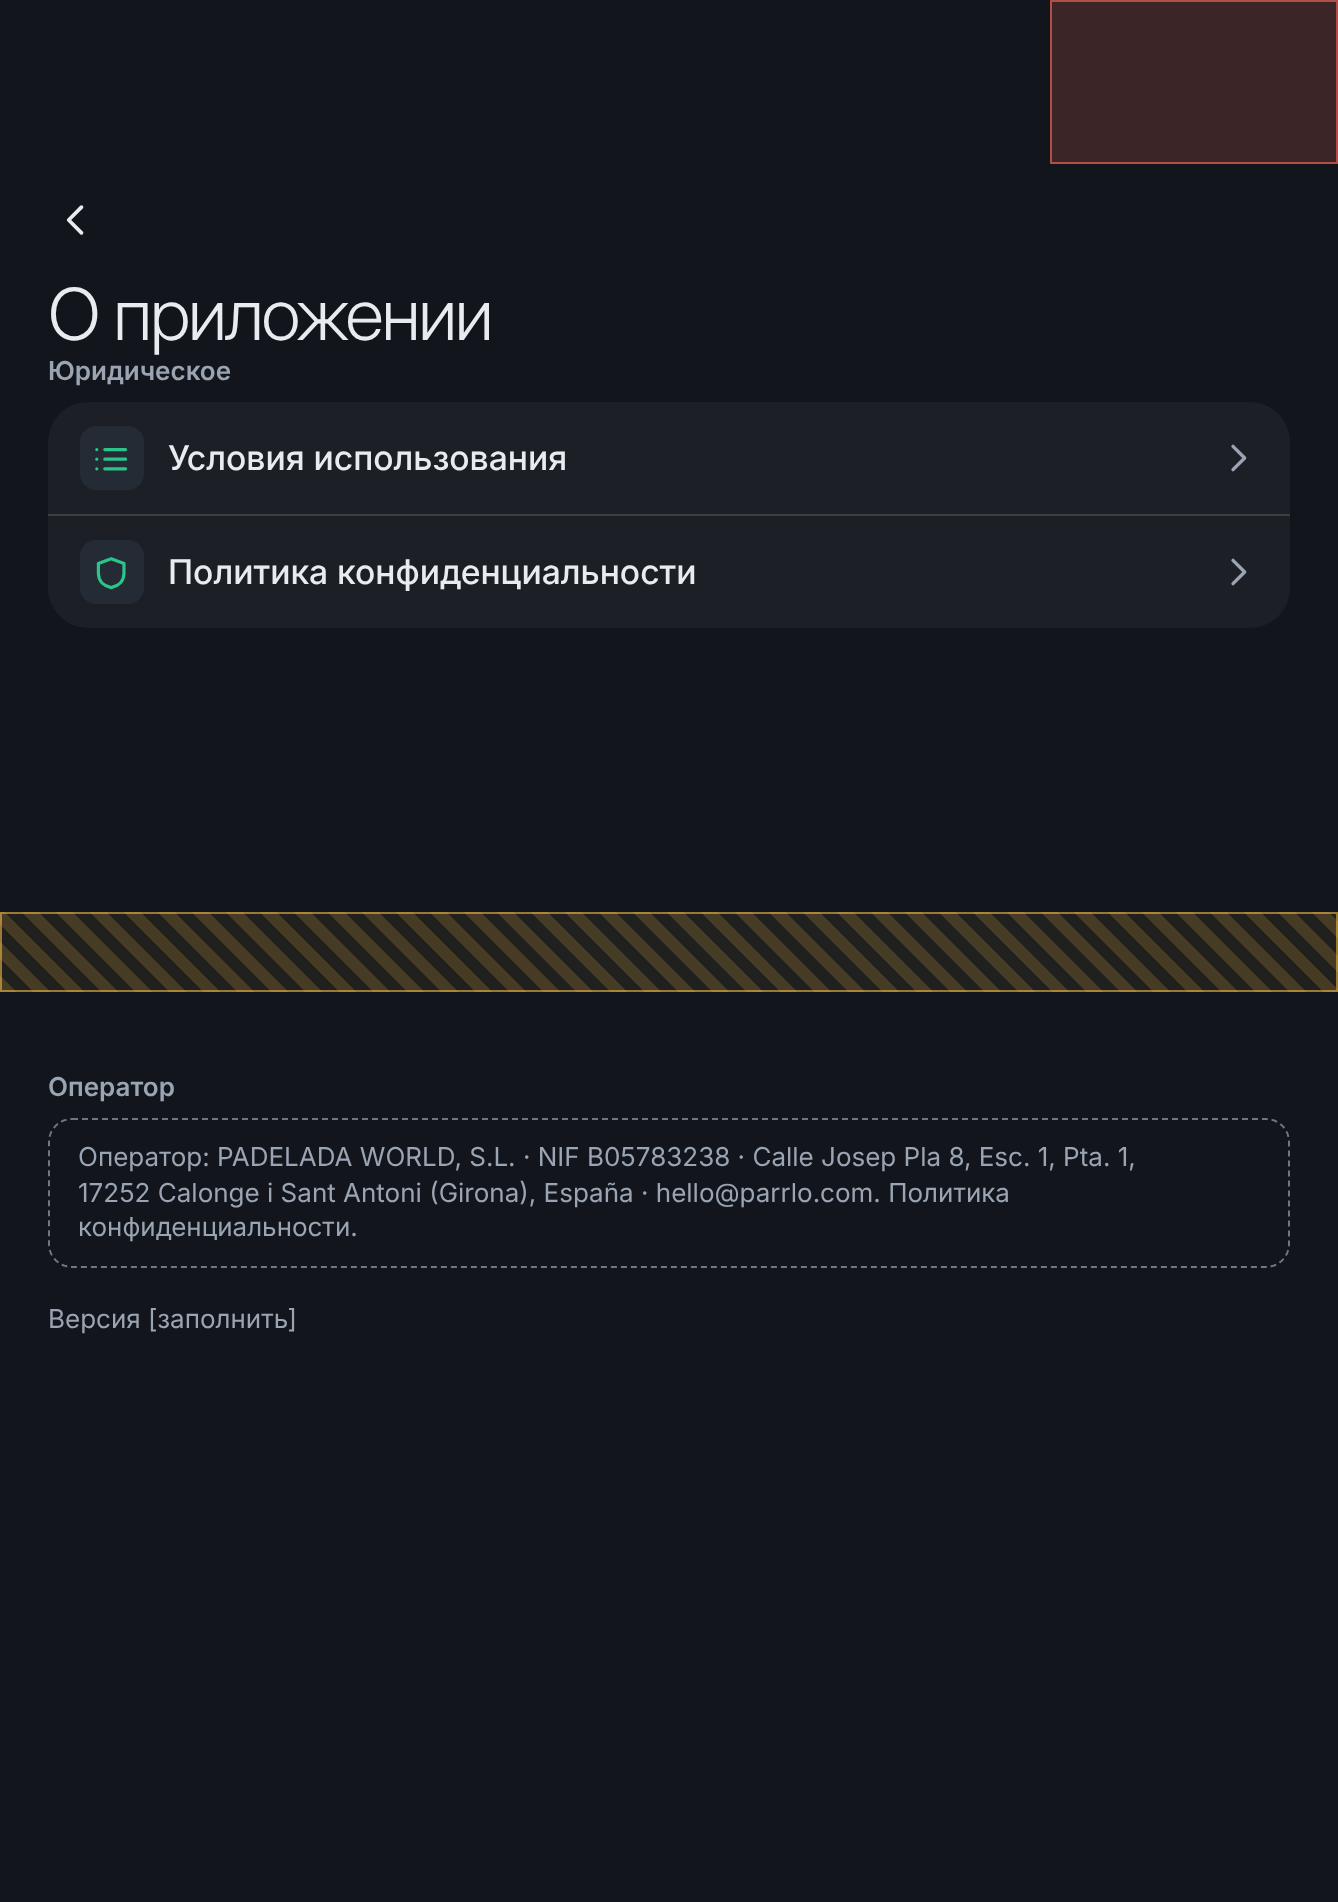 О приложении
Юридическое
Условия использования
Политика конфиденциальности
Оператор
Оператор: PADELADA WORLD, S.L. · NIF B05783238 · Calle Josep Pla 8, Esc. 1, Pta. 1,
17252 Calonge i Sant Antoni (Girona), España · hello@parrlo.com. Политика
конфиденциальности.
Версия [заполнить]